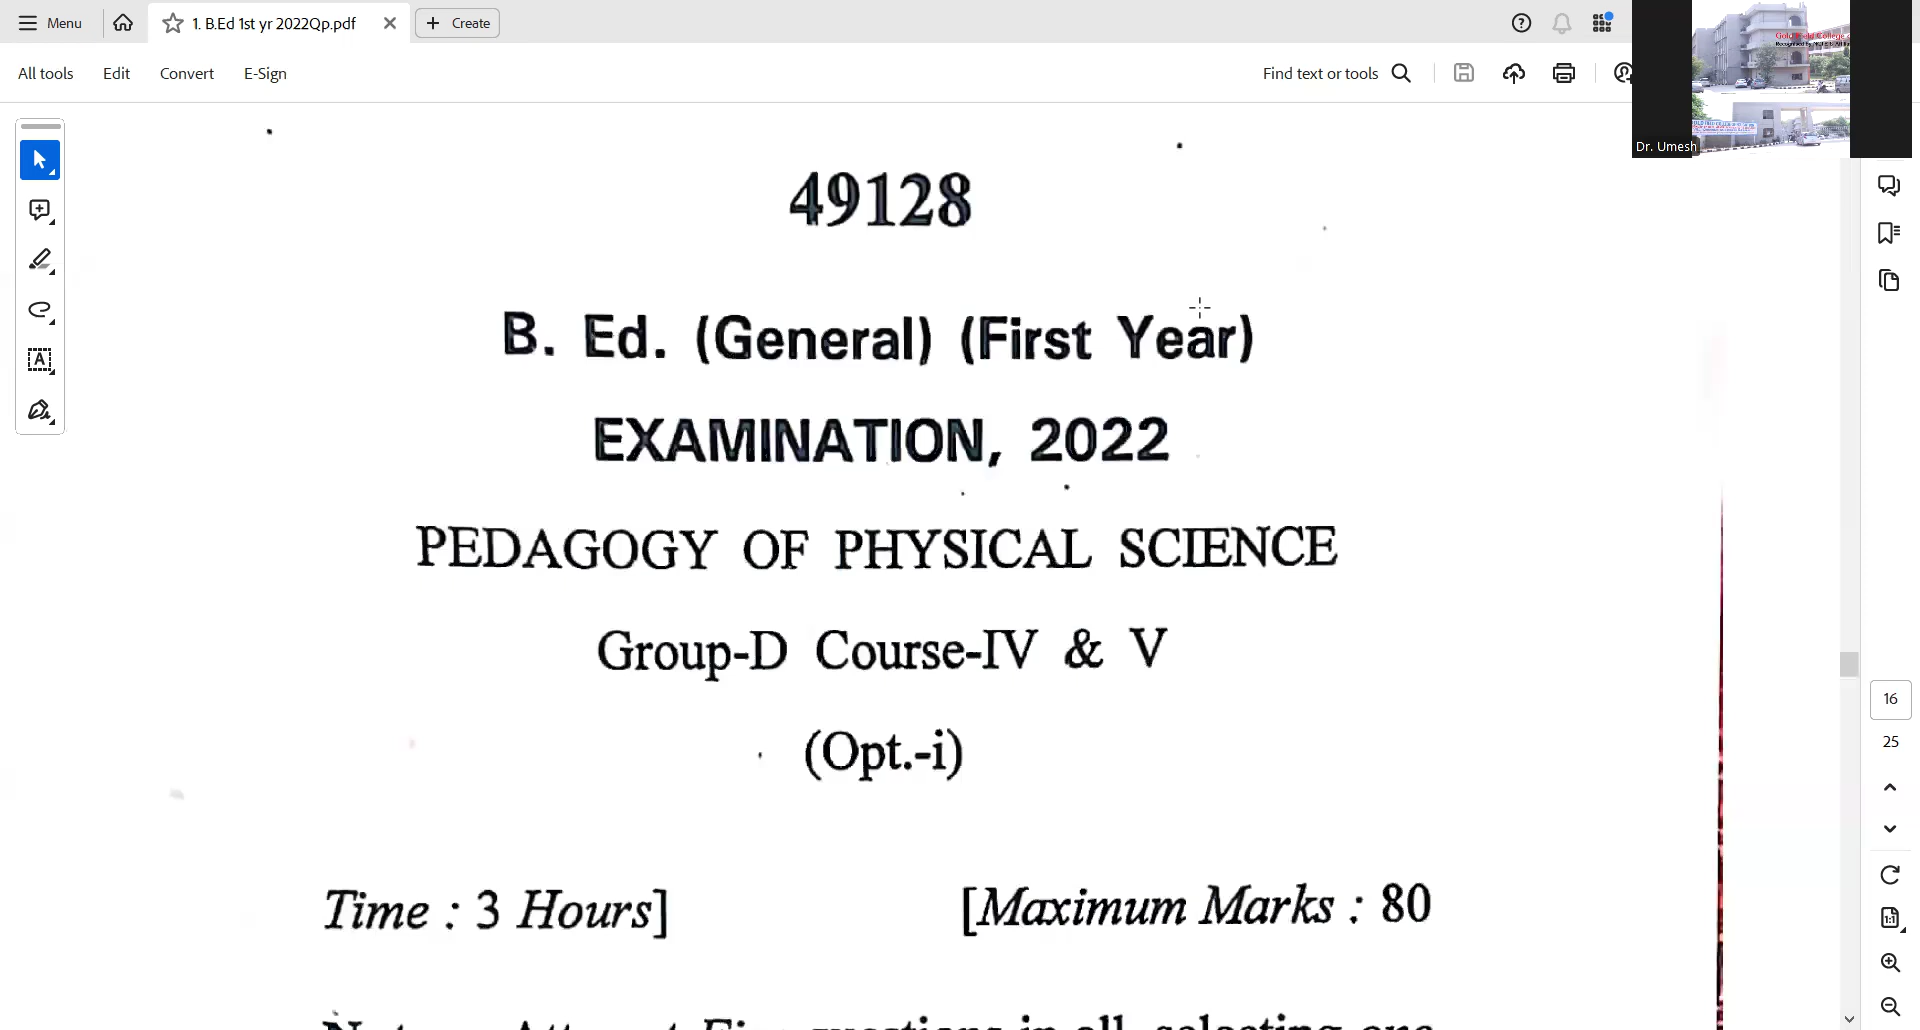 Menu
1. B.Ed 1st yr 2022Qp.pdf
Create
All tools
Edit
Convert
E-Sign
Find text or tools
Dr. Umesh
49128
B. Ed. (General) (First Year)
EXAMINATION, 2022
PEDAGOGY OF PHYSICAL SCIENCE
Group-D Course-IV & V
(Opt.-i)
Time : 3 Hours]
[Maximum Marks : 80
16
25